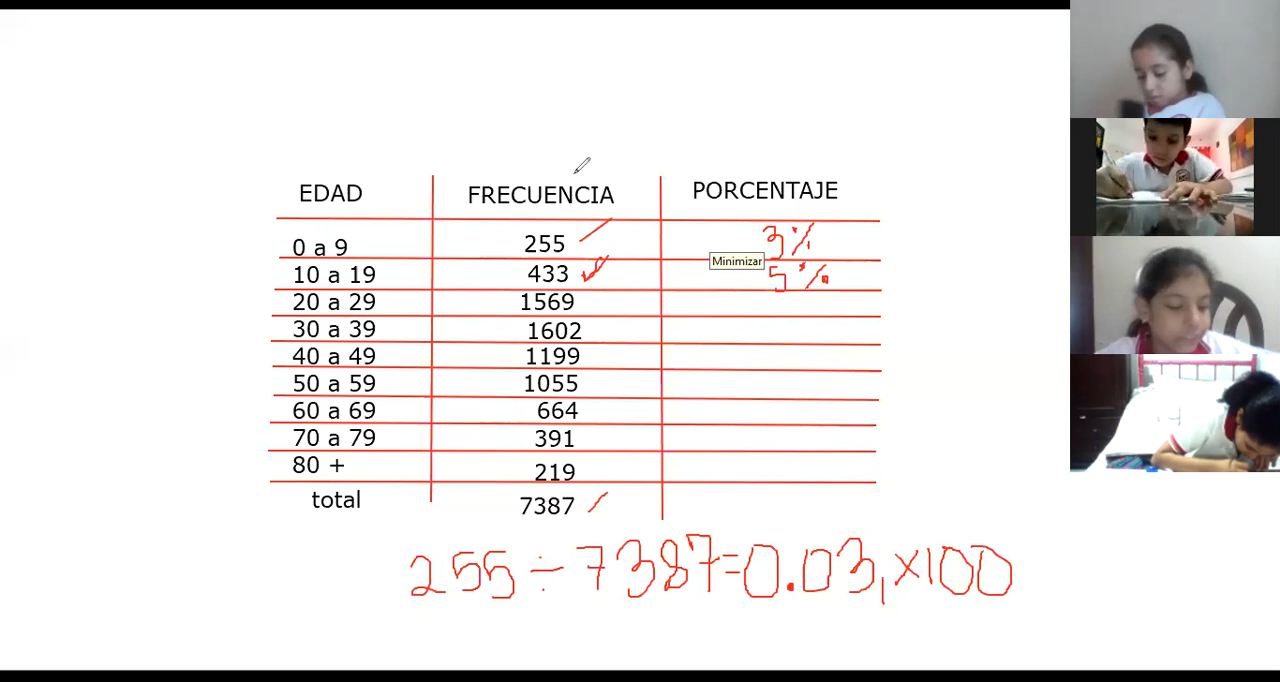 EDAD FRECUENCIA PORCENTAJE
0 a 9 255 3%
Minimizar
10 a 19 433 5%
20 a 29 1569
30 a 39 1602
40 a 49 1199
50 a 59 1055
60 a 69 664
70 a 79 391
80 + 219
total 7387
255 ÷ 7387=0.03,×100